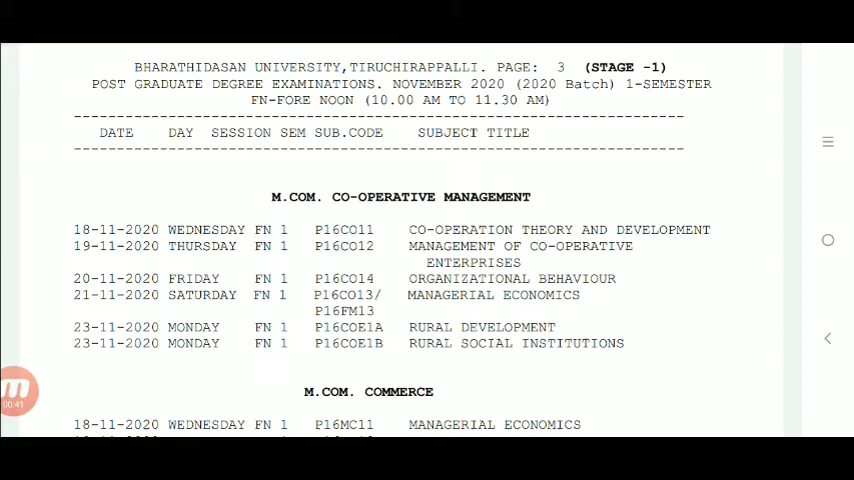 BHARATHIDASAN UNIVERSITY,TIRUCHIRAPPALLI. PAGE: 3 (STAGE -1)
POST GRADUATE DEGREE EXAMINATIONS. NOVEMBER 2020 (2020 Batch) 1-SEMESTER
FN-FORE NOON (10.00 AM TO 11.30 AM)
DATE DAY SESSION SEM SUB.CODE SUBJECT TITLE
M.COM. CO-OPERATIVE MANAGEMENT
18-11-2020 WEDNESDAY FN 1 P16CO11 CO-OPERATION THEORY AND DEVELOPMENT
19-11-2020 THURSDAY FN 1 P16CO12 MANAGEMENT OF CO-OPERATIVE
ENTERPRISES
20-11-2020 FRIDAY FN 1 P16CO14 ORGANIZATIONAL BEHAVIOUR
21-11-2020 SATURDAY FN 1 P16CO13/ MANAGERIAL ECONOMICS
P16FM13
23-11-2020 MONDAY FN 1 P16COE1A RURAL DEVELOPMENT
23-11-2020 MONDAY FN 1 P16COE1B RURAL SOCIAL INSTITUTIONS
M.COM. COMMERCE
18-11-2020 WEDNESDAY FN 1 P16MC11 MANAGERIAL ECONOMICS
00:41